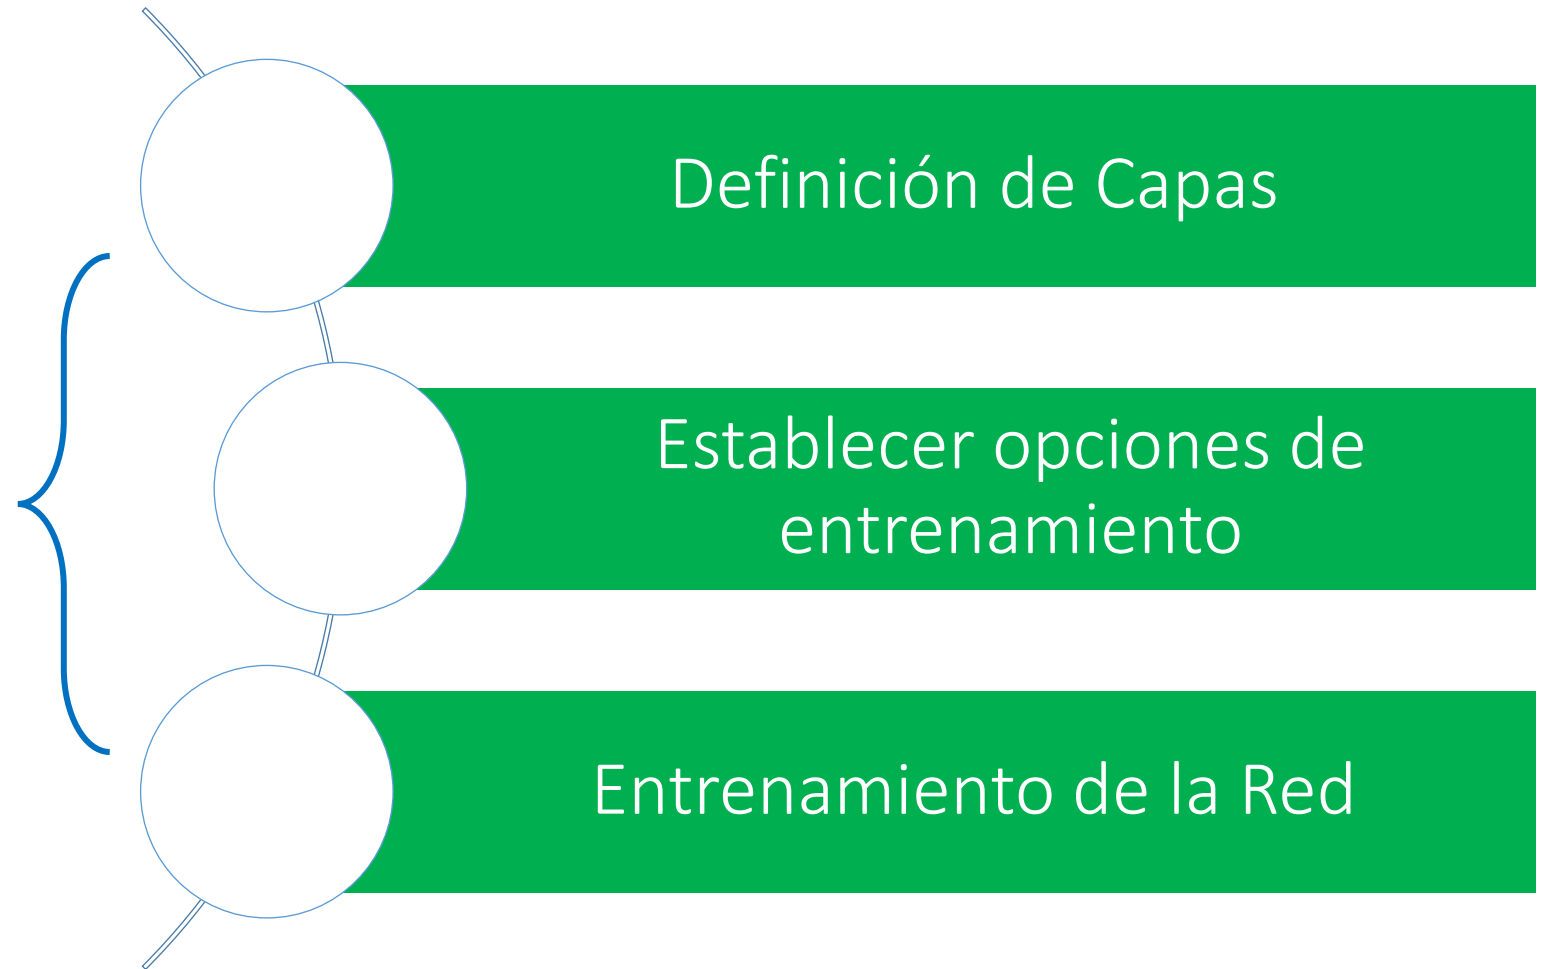 Definición de Capas
Establecer opciones de
entrenamiento
Entrenamiento de la Red